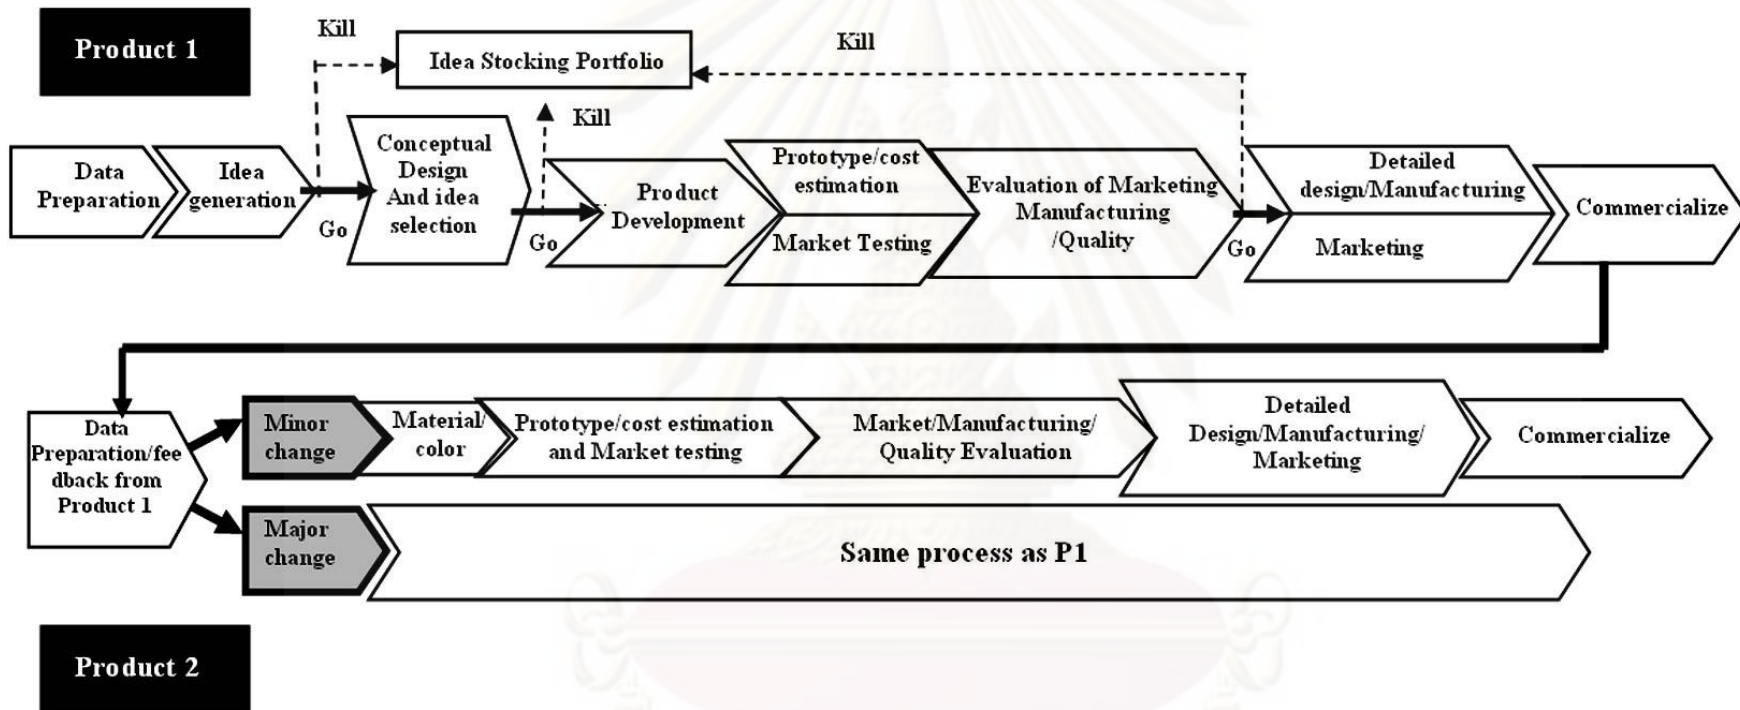 Product 1
Kill
Idea Stocking Portfolio
Kill
Kill
Data
Preparation
Idea
generation
Go
Conceptual
Design
And idea
selection
Go
Product
Development
Prototype/cost
estimation
Market Testing
Evaluation of Marketing
Manufacturing
/Quality
Go
Detailed
design/Manufacturing
Marketing
Commercialize
Data
Preparation/fee
dback from
Product 1
Minor
change
Material/
color
Prototype/cost estimation
and Market testing
Market/Manufacturing/
Quality Evaluation
Detailed
Design/Manufacturing/
Marketing
Commercialize
Major
change
Same process as P1
Product 2